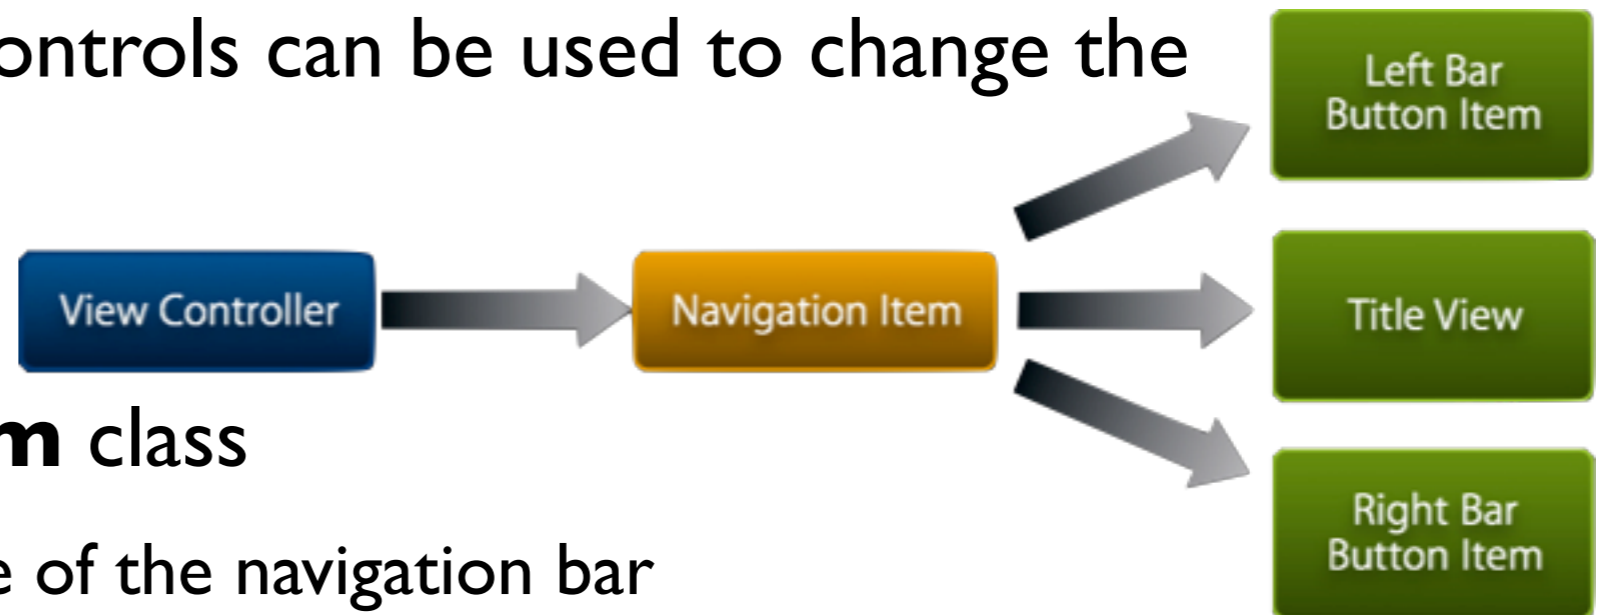 ontrols can be used to change the
Left Bar
Button Item
View Controller
Navigation Item
Title View
m class
Right Bar
Button Item
e of the navigation bar